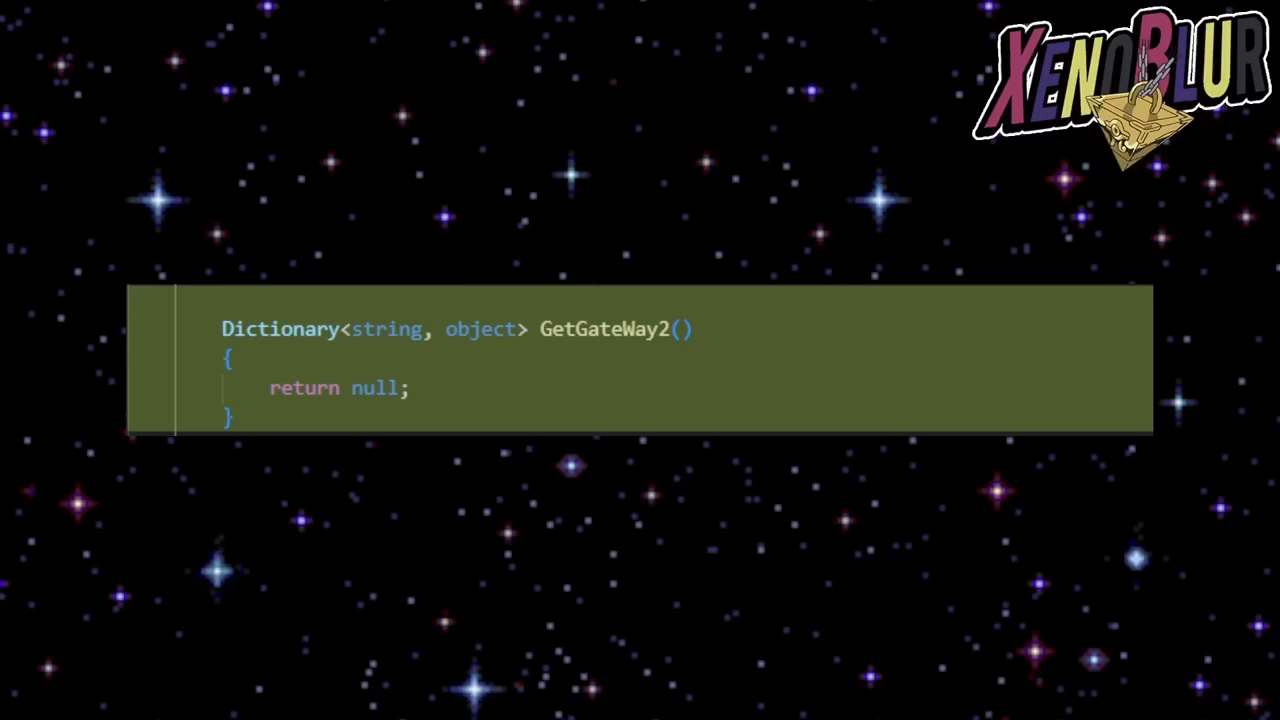 XENOBLUR
Dictionary<string, object> GetGateWay2()
{
return null;
}